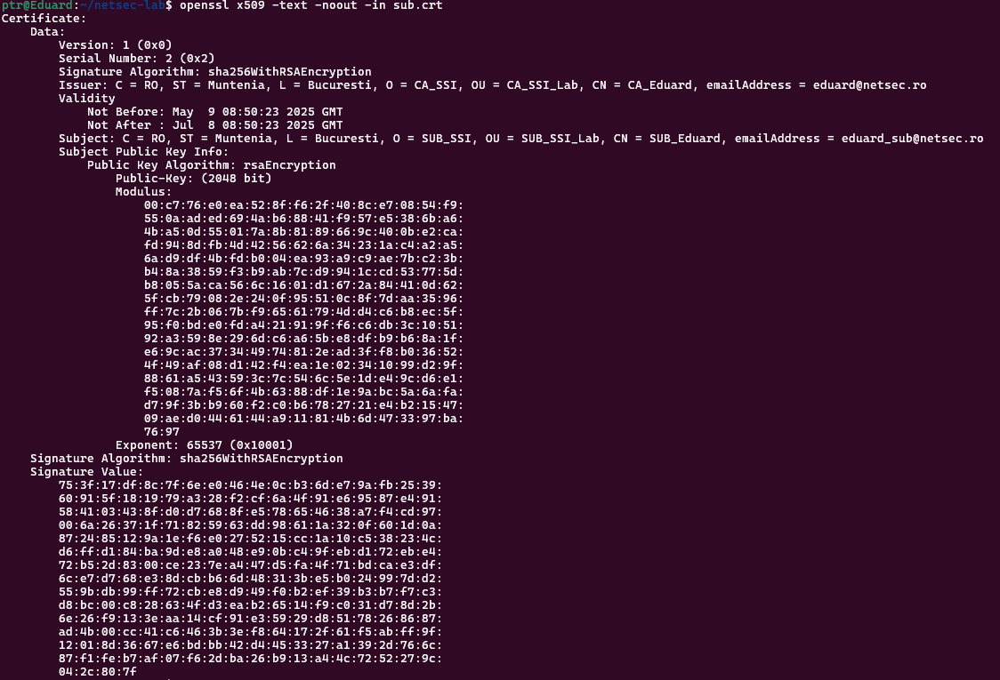 ptr@Eduard:~/netsec-lab$ openssl x509 -text -noout -in sub.crt
Certificate:
    Data:
        Version: 1 (0x0)
        Serial Number: 2 (0x2)
        Signature Algorithm: sha256WithRSAEncryption
        Issuer: C = RO, ST = Muntenia, L = Bucuresti, O = CA_SSI, OU = CA_SSI_Lab, CN = CA_Eduard, emailAddress = eduard@netsec.ro
        Validity
            Not Before: May  9 08:50:23 2025 GMT
            Not After : Jul  8 08:50:23 2025 GMT
        Subject: C = RO, ST = Muntenia, L = Bucuresti, O = SUB_SSI, OU = SUB_SSI_Lab, CN = SUB_Eduard, emailAddress = eduard_sub@netsec.ro
        Subject Public Key Info:
            Public Key Algorithm: rsaEncryption
                Public-Key: (2048 bit)
                Modulus:
                    00:c7:76:e0:ea:52:8f:f6:2f:40:8c:e7:08:54:f9:
                    55:0a:ad:ed:69:4a:b6:88:41:f9:57:e5:38:6b:a6:
                    4b:a5:0d:55:01:7a:8b:81:89:66:9c:40:0b:e2:ca:
                    fd:94:8d:fb:4d:42:56:62:6a:34:23:1a:c4:a2:a5:
                    6a:d9:df:4b:fd:b0:04:ea:93:a9:c9:ae:7b:c2:3b:
                    b4:8a:38:59:f3:b9:ab:7c:d9:94:1c:cd:53:77:5d:
                    b8:05:5a:ca:56:6c:16:01:d1:67:2a:84:41:0d:62:
                    5f:cb:79:08:2e:24:0f:95:51:0c:8f:7d:aa:35:96:
                    ff:7c:2b:06:7b:f9:65:61:79:4d:d4:c6:b8:ec:5f:
                    95:f0:bd:e0:fd:a4:21:91:9f:f6:c6:db:3c:10:51:
                    92:a3:59:8e:29:6d:c6:a6:5b:e8:df:b9:b6:8a:1f:
                    e6:9c:ac:37:34:49:74:81:2e:ad:3f:f8:b0:36:52:
                    4f:49:af:08:d1:42:f4:ea:1e:02:34:10:99:d2:9f:
                    88:61:a5:43:59:3c:7c:54:6c:5e:1d:e4:9c:d6:e1:
                    f5:08:7a:f5:6f:4b:63:88:df:1e:9a:bc:5a:6a:fa:
                    d7:9f:3b:b9:60:f2:c0:b6:78:27:21:e4:b2:15:47:
                    09:ae:d0:44:61:44:a9:11:81:4b:6d:47:33:97:ba:
                    76:97
                Exponent: 65537 (0x10001)
    Signature Algorithm: sha256WithRSAEncryption
    Signature Value:
        75:3f:17:df:8c:7f:6e:e0:46:4e:0c:b3:6d:e7:9a:fb:25:39:
        60:91:5f:18:19:79:a3:28:f2:cf:6a:4f:91:e6:95:87:e4:91:
        58:41:03:43:8f:d0:d7:68:8f:e5:78:65:46:38:a7:f4:cd:97:
        00:6a:26:37:1f:71:82:59:63:dd:98:61:1a:32:0f:60:1d:0a:
        87:24:85:12:9a:1e:f6:e0:27:52:15:cc:1a:10:c5:38:23:4c:
        d6:ff:d1:84:ba:9d:e8:a0:48:e9:0b:c4:9f:eb:d1:72:eb:e4:
        72:b5:2d:83:00:ce:23:7e:a4:47:d5:fa:4f:71:bd:ca:e3:df:
        6c:e7:d7:68:e3:8d:cb:b6:6d:48:31:3b:e5:b0:24:99:7d:d2:
        55:9b:db:99:ff:72:cb:e8:d9:49:f0:b2:ef:39:b3:b7:f7:c3:
        d8:bc:00:c8:28:63:4f:d3:ea:b2:65:14:f9:c0:31:d7:8d:2b:
        6e:26:f9:13:3e:aa:14:cf:91:e3:59:29:d8:51:78:26:86:87:
        ad:4b:00:cc:41:c6:46:3b:3e:f8:64:17:2f:61:f5:ab:ff:9f:
        12:01:8d:36:67:e6:bd:bb:42:d4:45:33:27:a1:39:2d:76:6c:
        87:f1:fe:b7:af:07:f6:2d:ba:26:b9:13:a4:4c:72:52:27:9c:
        04:2c:80:7f